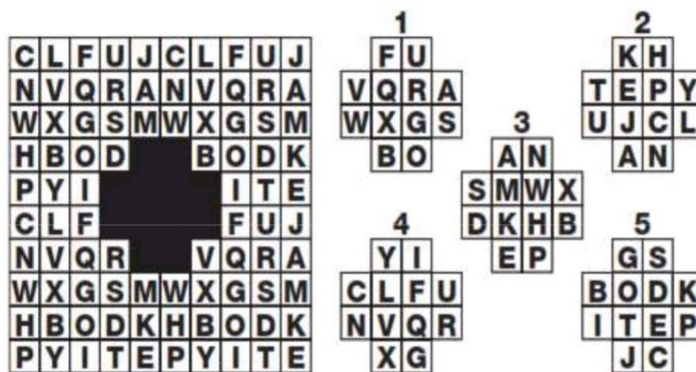 C L F U J C L F U J
N V Q R A N V Q R A
W X G S M W X G S M
H B O D B O D K
P Y I I T E
C L F F U J
N V Q R V Q R A
W X G S M W X G S M
H B O D K H B O D K
P Y I T E P Y I T E
1
F U
V Q R A
W X G S
B O
2
K H
T E P Y
U J C L
A N
3
A N
S M W X
D K H B
E P
4
Y I
C L F U
N V Q R
X G
5
G S
B O D K
I T E P
J C